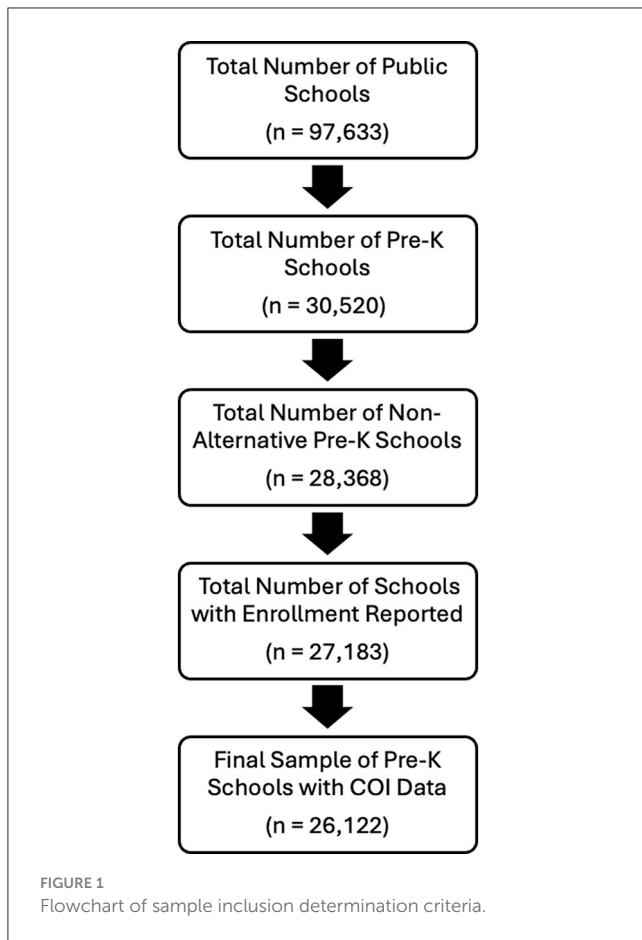 Total Number of Public
Schools
(n = 97,633)
Total Number of Pre-K
Schools
(n = 30,520)
Total Number of Non-
Alternative Pre-K Schools
(n = 28,368)
Total Number of Schools
with Enrollment Reported
(n = 27,183)
Final Sample of Pre-K
Schools with COI Data
(n = 26,122)
FIGURE 1
Flowchart of sample inclusion determination criteria.